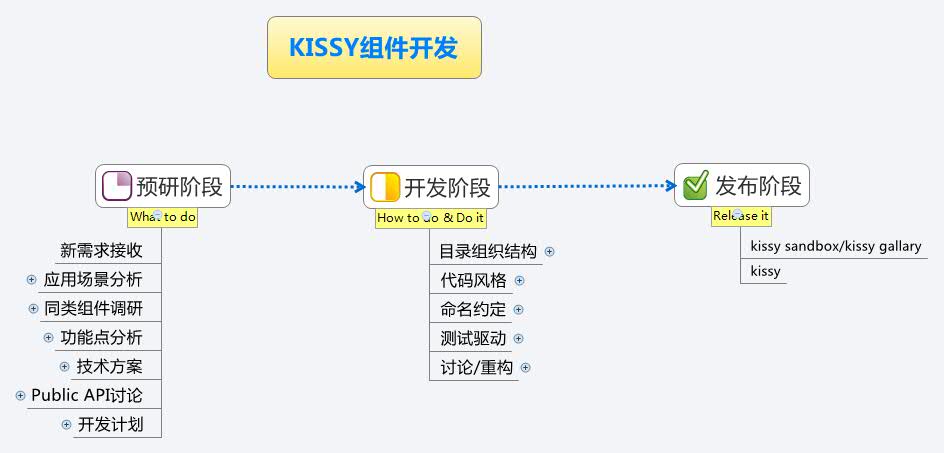 KISSY组件开发
预研阶段
What to do
新需求接收
应用场景分析
同类组件调研
功能点分析
技术方案
Public API讨论
开发计划
开发阶段
How to do & Do it
目录组织结构
代码风格
命名约定
测试驱动
讨论/重构
发布阶段
Release it
kissy sandbox/kissy gallary
kissy